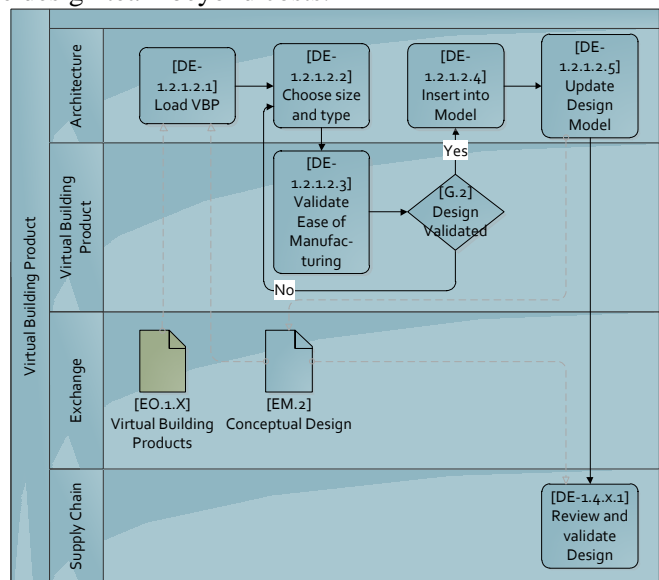 design team beyond costs.
Virtual Building Product
Architecture
[DE-
1.2.1.2.1]
Load VBP
[DE-
1.2.1.2.2]
Choose size
and type
[DE-
1.2.1.2.4]
Insert into
Model
[DE-
1.2.1.2.5]
Update
Design
Model
Virtual Building
Product
[DE-
1.2.1.2.3]
Validate
Ease of
Manufac-
turing
Yes
[G.2]
Design
Validated
No
Exchange
[EO.1.X]
Virtual Building
Products
[EM.2]
Conceptual Design
Supply Chain
[DE-1.4.x.1]
Review and
validate
Design